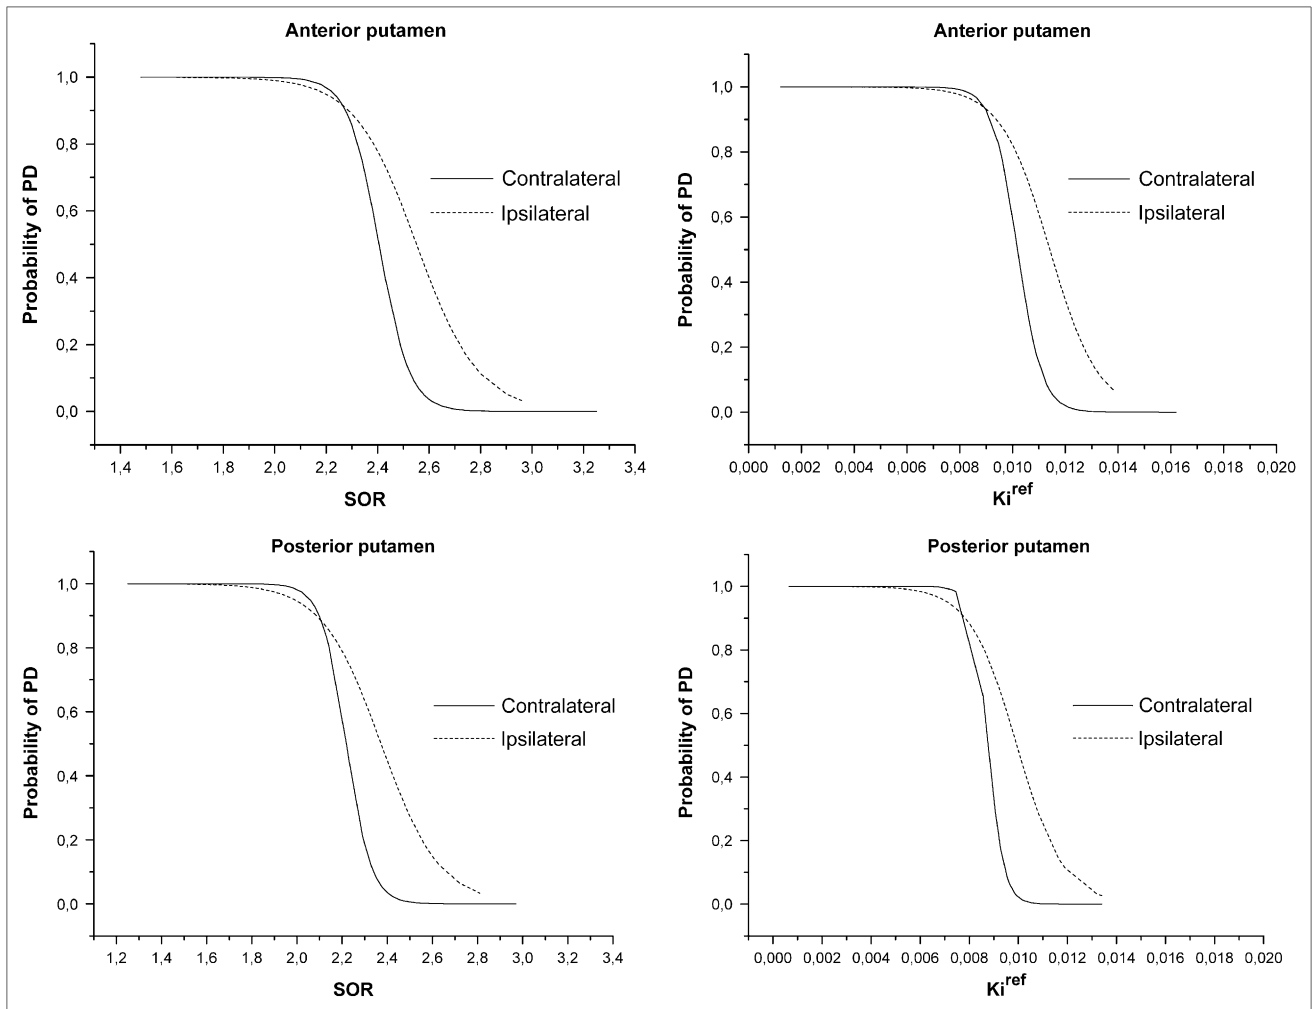 Anterior putamen
Probability of PD
1,0
0,8
0,6
0,4
0,2
0,0
Contralateral
Ipsilateral
1,4 1,6 1,8 2,0 2,2 2,4 2,6 2,8 3,0 3,2 3,4
SOR
Anterior putamen
Probability of PD
1,0
0,8
0,6
0,4
0,2
0,0
Contralateral
Ipsilateral
0,000 0,002 0,004 0,006 0,008 0,010 0,012 0,014 0,016 0,018 0,020
Ki^ref
Posterior putamen
Probability of PD
1,0
0,8
0,6
0,4
0,2
0,0
Contralateral
Ipsilateral
1,2 1,4 1,6 1,8 2,0 2,2 2,4 2,6 2,8 3,0 3,2 3,4
SOR
Posterior putamen
Probability of PD
1,0
0,8
0,6
0,4
0,2
0,0
Contralateral
Ipsilateral
0,000 0,002 0,004 0,006 0,008 0,010 0,012 0,014 0,016 0,018 0,020
Ki^ref